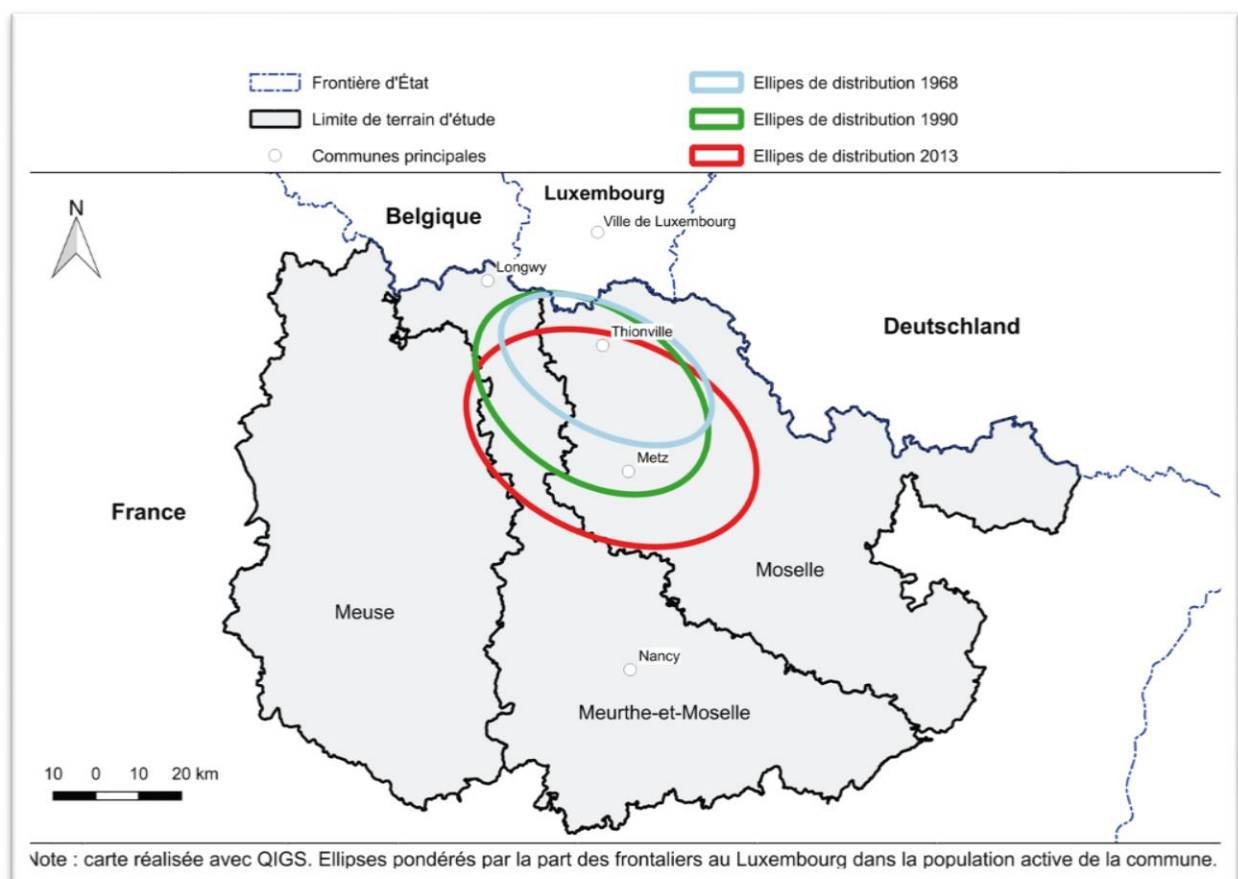 Frontière d'État
Ellipes de distribution 1968
Limite de terrain d'étude
Ellipes de distribution 1990
Communes principales
Ellipes de distribution 2013
N
Belgique
Luxembourg
Ville de Luxembourg
Longwy
Thionville
Deutschland
Metz
France
Moselle
Meuse
Nancy
Meurthe-et-Moselle
10 0 10 20 km
Note : carte réalisée avec QIGS. Ellipses pondérés par la part des frontaliers au Luxembourg dans la population active de la commune.